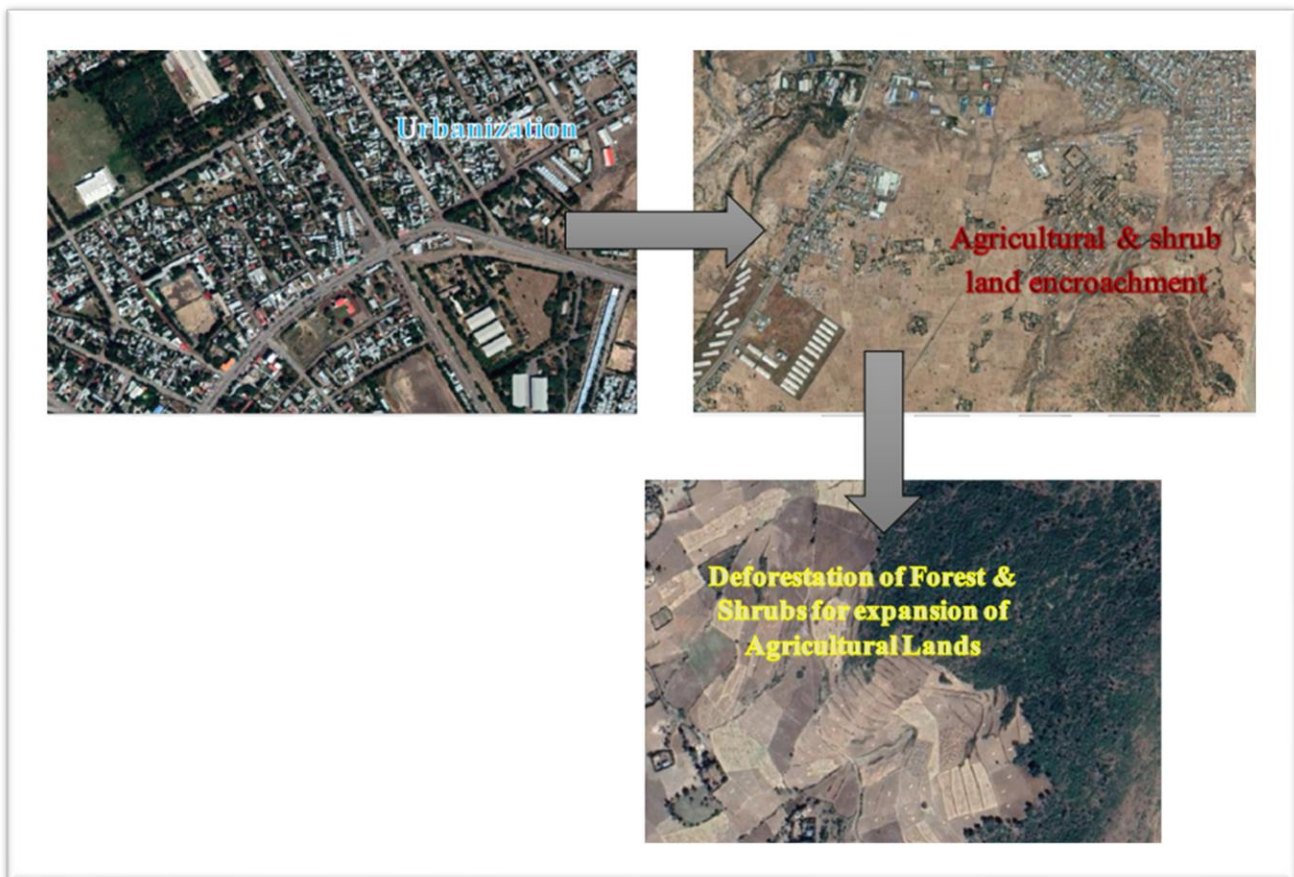 Urbanization
Agricultural & shrub
land encroachment
Deforestation of Forest &
Shrubs for expansion of
Agricultural Lands